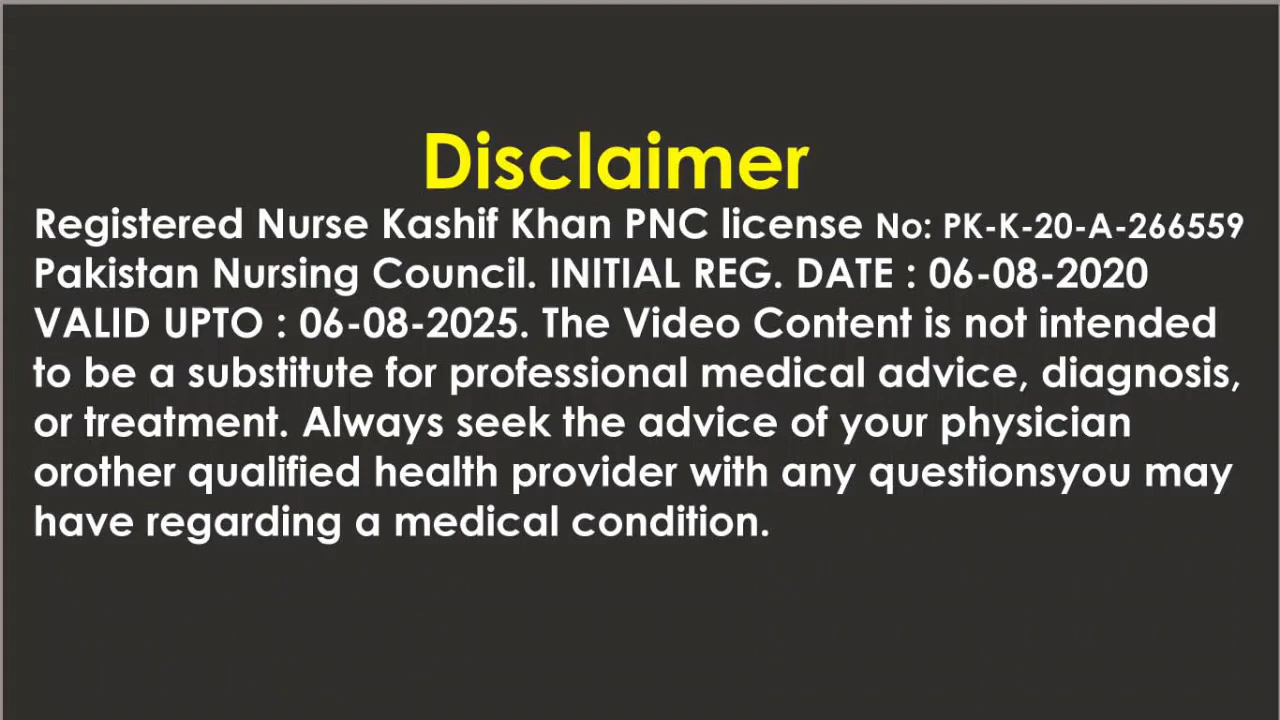 Disclaimer
Registered Nurse Kashif Khan PNC license No: PK-K-20-A-266559
Pakistan Nursing Council. INITIAL REG. DATE : 06-08-2020
VALID UPTO : 06-08-2025. The Video Content is not intended
to be a substitute for professional medical advice, diagnosis,
or treatment. Always seek the advice of your physician
orother qualified health provider with any questionsyou may
have regarding a medical condition.